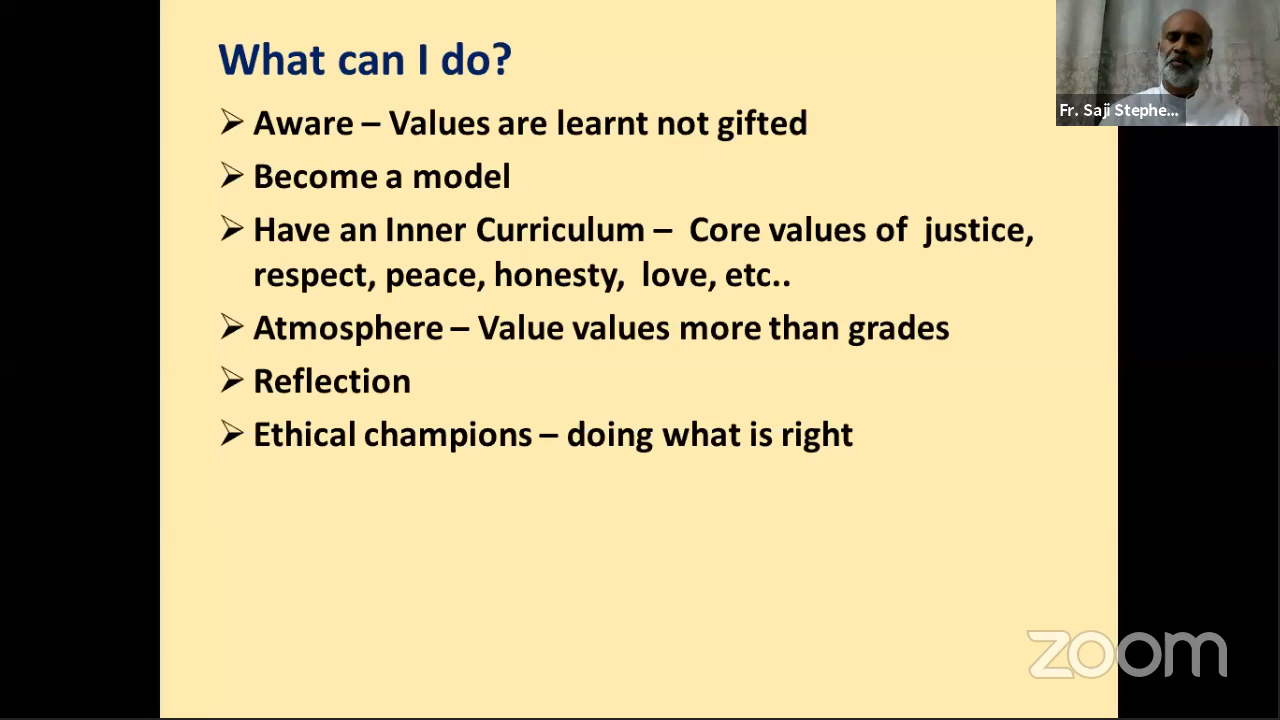 What can I do?
➢ Aware – Values are learnt not gifted
➢ Become a model
➢ Have an Inner Curriculum – Core values of justice,
respect, peace, honesty, love, etc..
➢ Atmosphere – Value values more than grades
➢ Reflection
➢ Ethical champions – doing what is right
Fr. Saji Stephe...
zoom